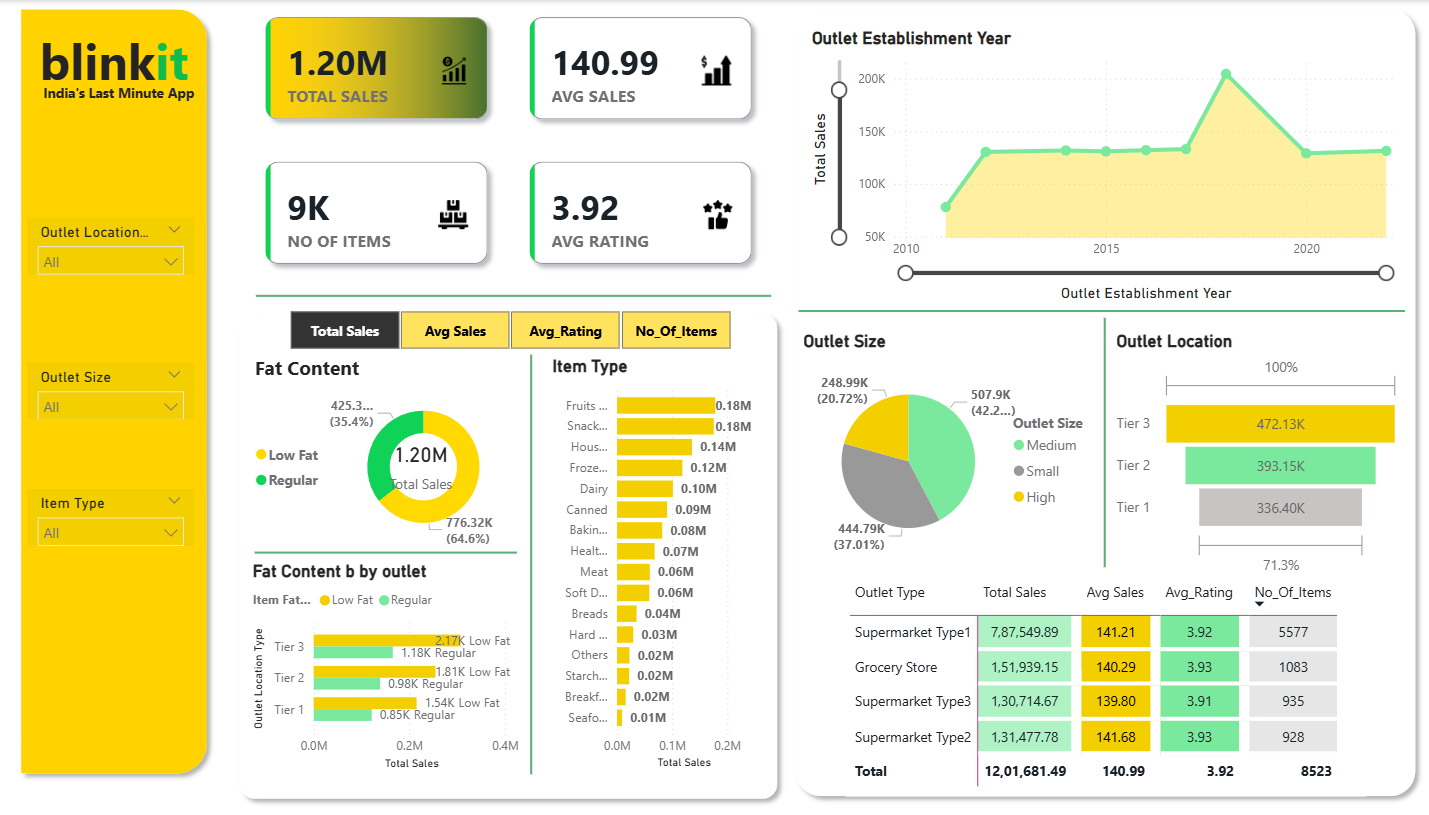 blinkit
India's Last Minute App
Outlet Location...
All
Outlet Size
All
Item Type
All
1.20M
TOTAL SALES
140.99
AVG SALES
9K
NO OF ITEMS
3.92
AVG RATING
Total Sales
Avg Sales
Avg_Rating
No_Of_Items
Fat Content
425.3...
(35.4%)
1.20M
Total Sales
Low Fat
Regular
776.32K
(64.6%)
Fat Content b by outlet
Item Fat... Low Fat Regular
Outlet Location Type
Tier 3
2.17K Low Fat
1.18K Regular
Tier 2
1.81K Low Fat
0.98K Regular
Tier 1
1.54K Low Fat
0.85K Regular
0.0M 0.2M 0.4M
Total Sales
Item Type
Fruits ... 0.18M
Snack... 0.18M
Hous... 0.14M
Froze... 0.12M
Dairy 0.10M
Canned 0.09M
Bakin... 0.08M
Healt... 0.07M
Meat 0.06M
Soft D... 0.06M
Breads 0.04M
Hard ... 0.03M
Others 0.02M
Starch... 0.02M
Breakf... 0.02M
Seafo... 0.01M
0.0M 0.1M 0.2M
Total Sales
Outlet Establishment Year
Total Sales
200K
150K
100K
50K
2010 2015 2020
Outlet Establishment Year
Outlet Size
248.99K
(20.72%)
507.9K
(42.2...)
444.79K
(37.01%)
Outlet Size
Medium
Small
High
Outlet Location
100%
Tier 3 472.13K
Tier 2 393.15K
Tier 1 336.40K
71.3%
Outlet Type Total Sales Avg Sales Avg_Rating No_Of_Items
Supermarket Type1 7,87,549.89 141.21 3.92 5577
Grocery Store 1,51,939.15 140.29 3.93 1083
Supermarket Type3 1,30,714.67 139.80 3.91 935
Supermarket Type2 1,31,477.78 141.68 3.93 928
Total 12,01,681.49 140.99 3.92 8523